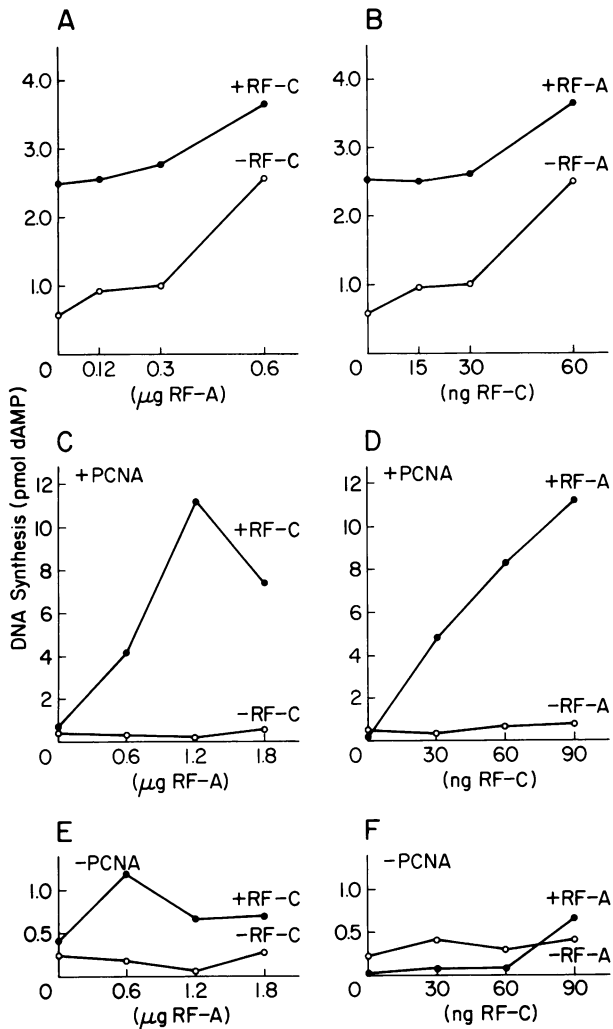 A
4.0
3.0
2.0
1.0
0
0.12
0.3
0.6
(μg RF-A)
+RF-C
-RF-C
B
4.0
3.0
2.0
1.0
0
15
30
60
(ng RF-C)
+RF-A
-RF-A
DNA Synthesis (pmol dAMP)
C
+PCNA
12
10
8
6
4
2
0
0.6
1.2
1.8
(μg RF-A)
+RF-C
-RF-C
D
+PCNA
12
10
8
6
4
2
0
30
60
90
(ng RF-C)
+RF-A
-RF-A
E
-PCNA
1.0
0.5
0
0.6
1.2
1.8
(μg RF-A)
+RF-C
-RF-C
F
-PCNA
1.0
0.5
0
30
60
90
(ng RF-C)
+RF-A
-RF-A